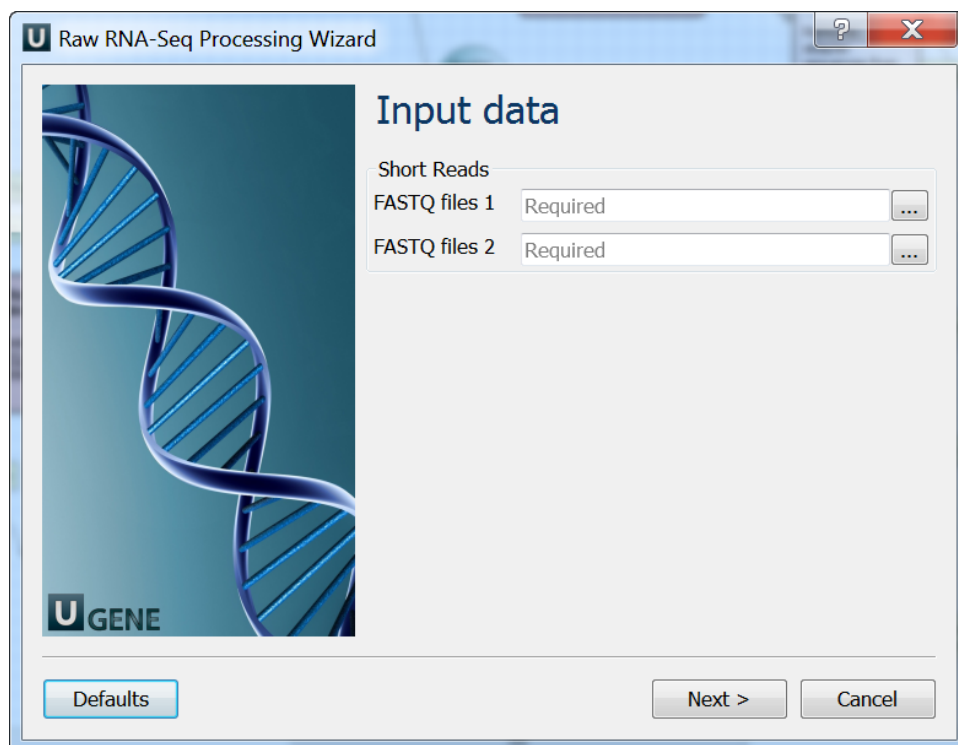 U Raw RNA-Seq Processing Wizard
?
X
Input data
Short Reads
FASTQ files 1 Required ...
FASTQ files 2 Required ...
U GENE
Defaults Next > Cancel